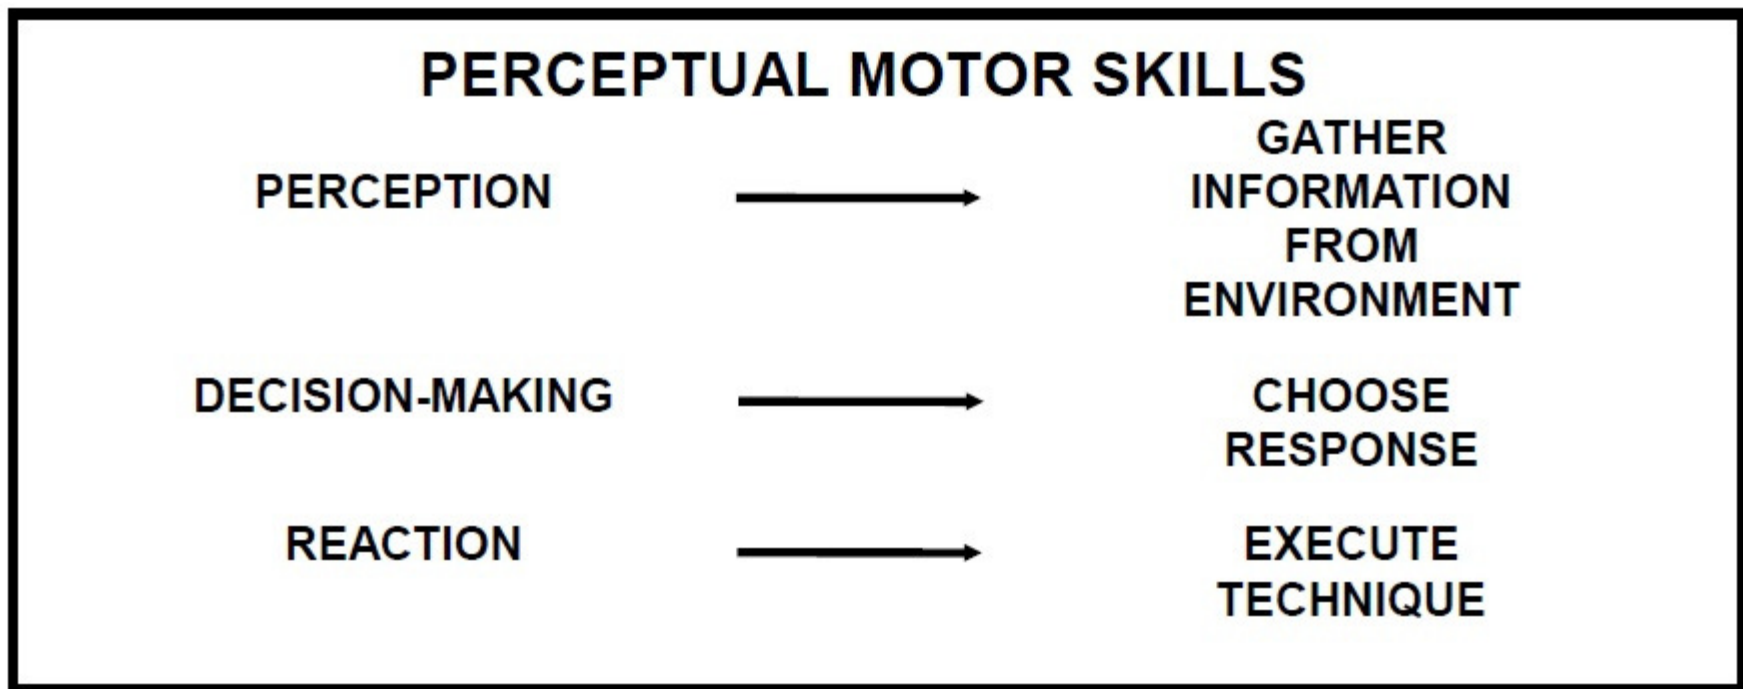 PERCEPTUAL MOTOR SKILLS
PERCEPTION
GATHER
INFORMATION
FROM
ENVIRONMENT
DECISION-MAKING
CHOOSE
RESPONSE
REACTION
EXECUTE
TECHNIQUE